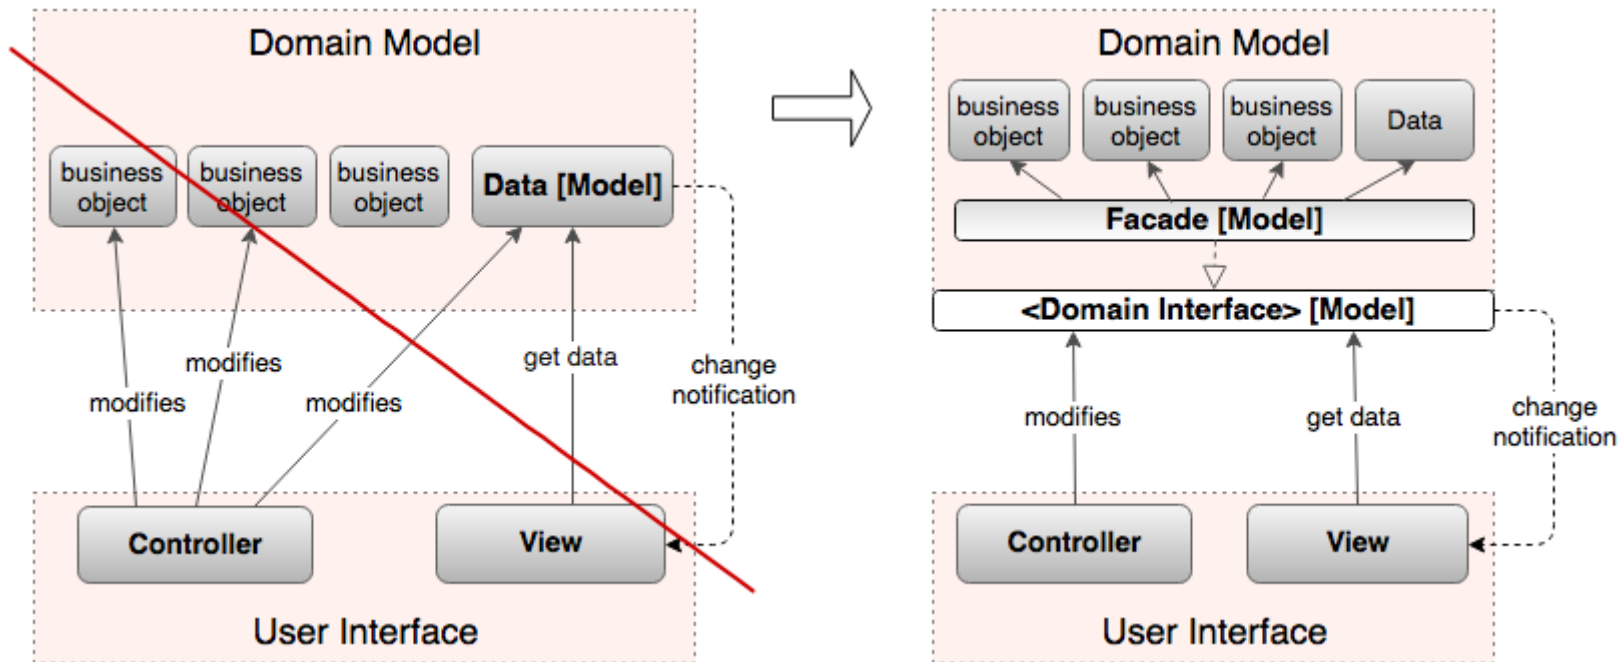 Domain Model
business
object
business
object
business
object
Data [Model]
modifies
modifies
modifies
get data
change
notification
Controller
View
User Interface
Domain Model
business
object
business
object
business
object
Data
Facade [Model]
<Domain Interface> [Model]
modifies
get data
change
notification
Controller
View
User Interface